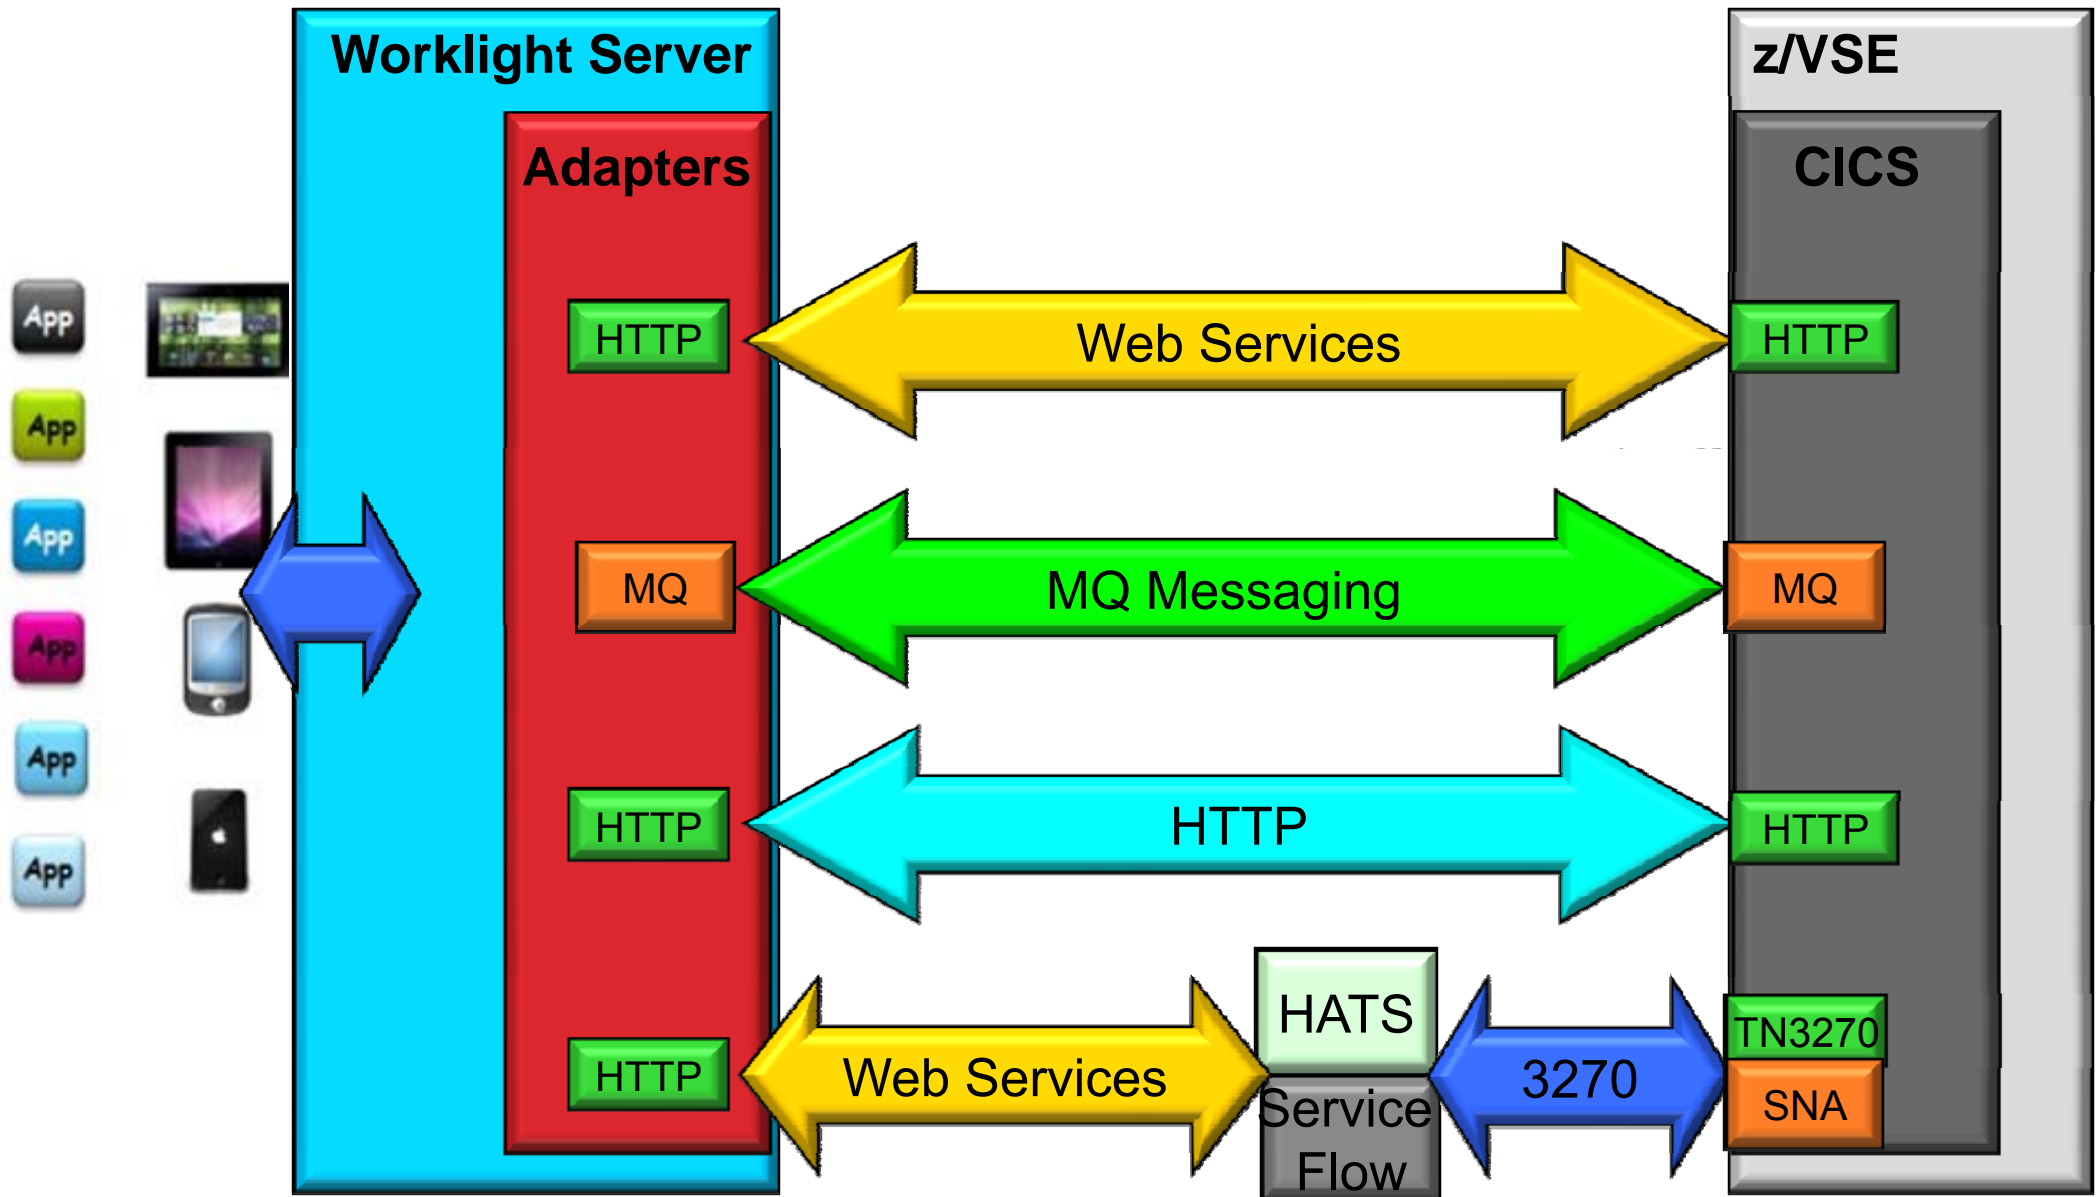 Worklight Server
z/VSE
Adapters
CICS
App
App
App
App
App
App
HTTP
Web Services
HTTP
MQ
MQ Messaging
MQ
HTTP
HTTP
HTTP
HTTP
Web Services
HATS
Service
Flow
3270
TN3270
SNA